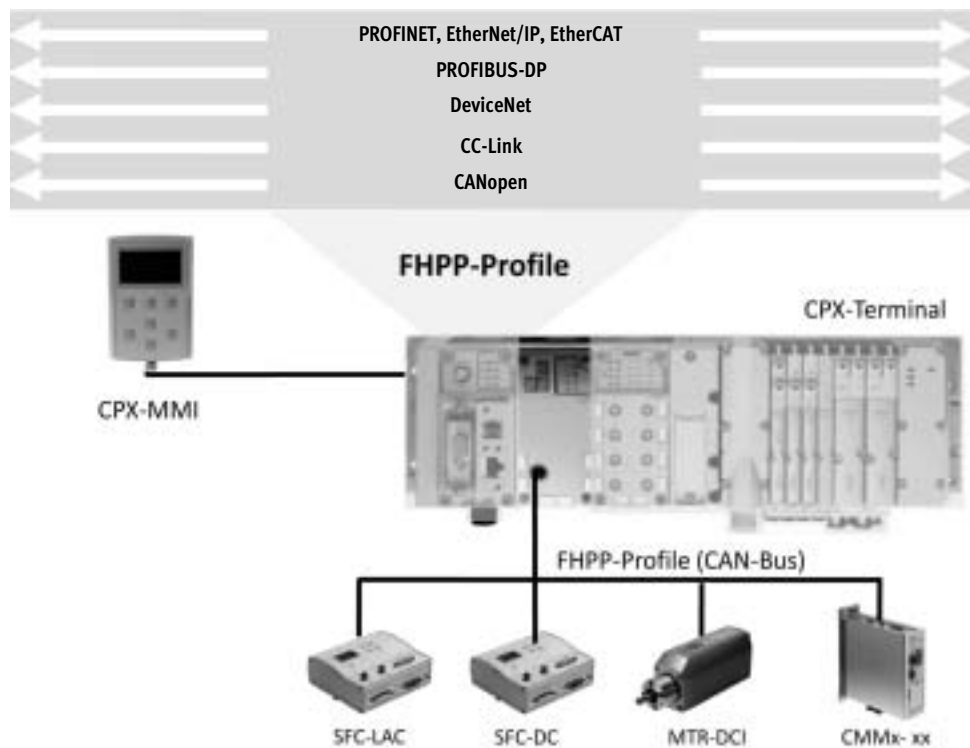 PROFINET, EtherNet/IP, EtherCAT
PROFIBUS-DP
DeviceNet
CC-Link
CANopen
FHPP-Profile
CPX-Terminal
CPX-MMI
FHPP-Profile (CAN-Bus)
SFC-LAC
SFC-DC
MTR-DCI
CMMx- xx